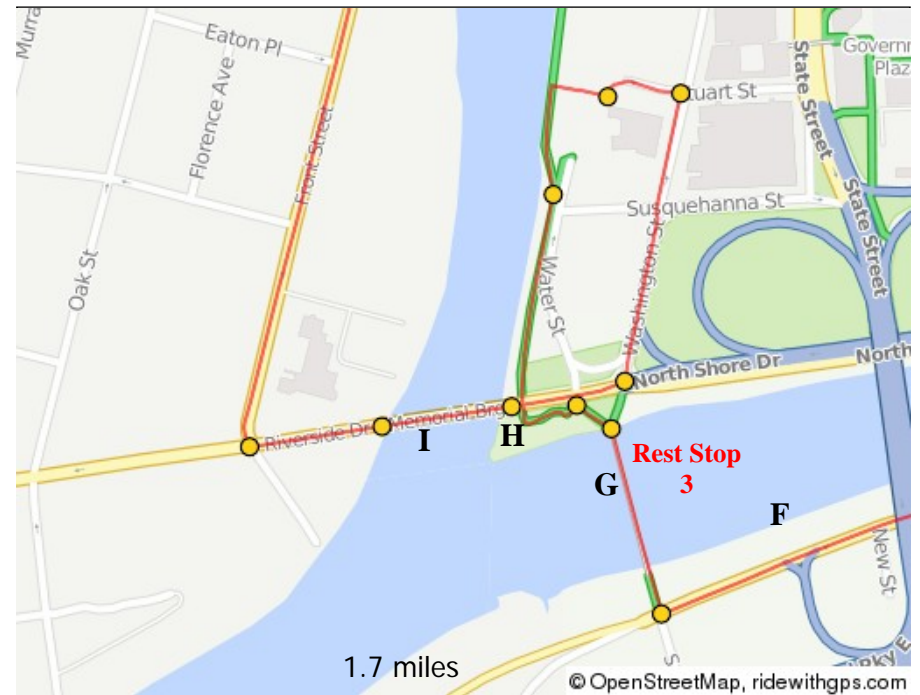 Murra
Eaton Pl
Florence Ave
Front Street
Oak St
State Street
Governm
Plaz
tuart St
State Street
Susquehanna St
Washington St
Water St
North Shore Dr
North
Riverside Dr
Memorial Brg
I
H
G
Rest Stop
3
F
New St
S
Pky E
1.7 miles
© OpenStreetMap, ridewithgps.com